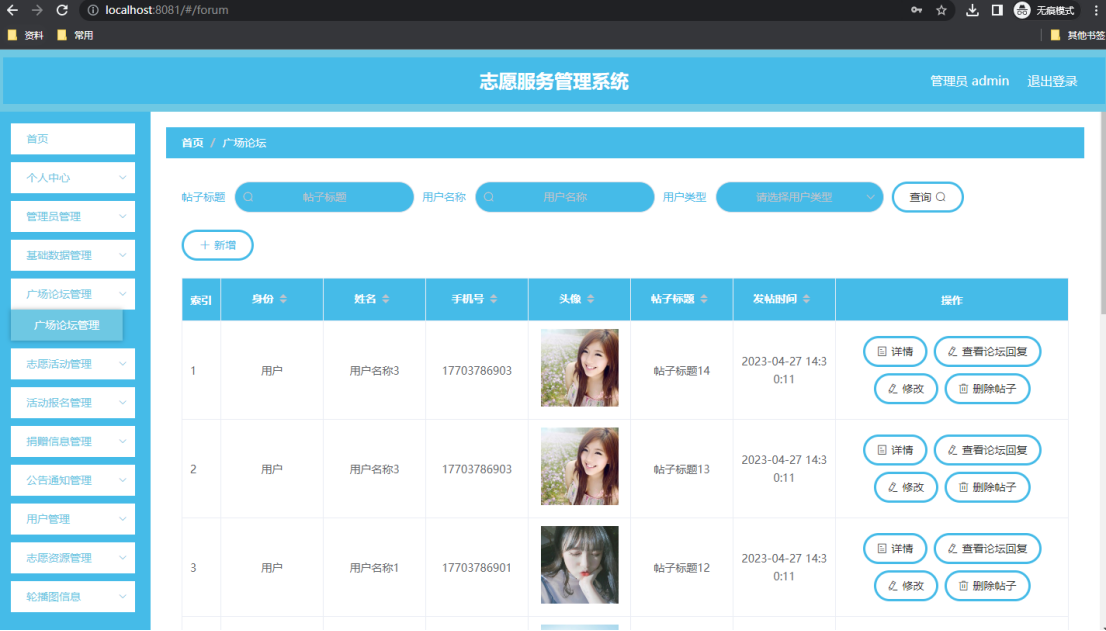 localhost:8081/#/forum
无痕模式
资料 常用 其他书签
志愿服务管理系统
管理员 admin 退出登录
首页
个人中心
管理员管理
基础数据管理
广场论坛管理
广场论坛管理
志愿活动管理
活动报名管理
捐赠信息管理
公告通知管理
用户管理
志愿资源管理
轮播图信息
首页 / 广场论坛
帖子标题 帖子标题 用户名称 用户名称 用户类型 请选择用户类型 查询
+ 新增
索引 身份 姓名 手机号 头像 帖子标题 发帖时间 操作
1 用户 用户名称3 17703786903 帖子标题14 2023-04-27 14:3
0:11
详情 查看论坛回复
修改 删除帖子
2 用户 用户名称3 17703786903 帖子标题13 2023-04-27 14:3
0:11
详情 查看论坛回复
修改 删除帖子
3 用户 用户名称1 17703786901 帖子标题12 2023-04-27 14:3
0:11
详情 查看论坛回复
修改 删除帖子